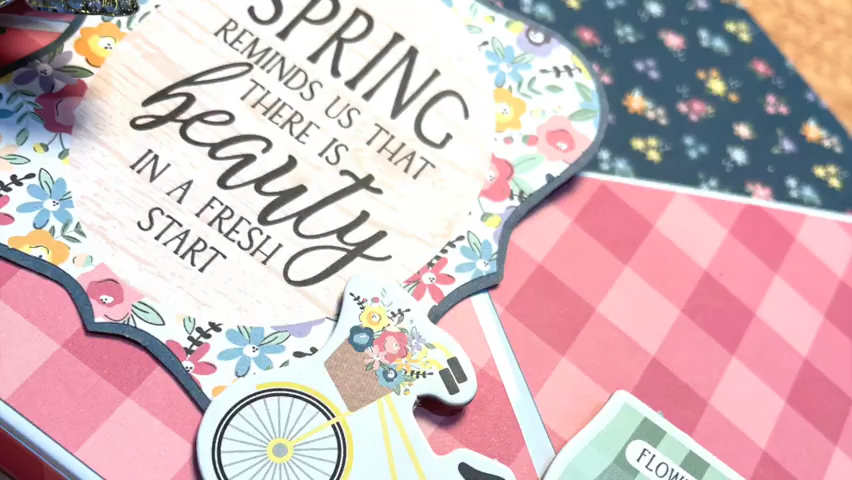 SPRING
REMINDS US THAT
THERE IS
beauty
IN A FRESH
START